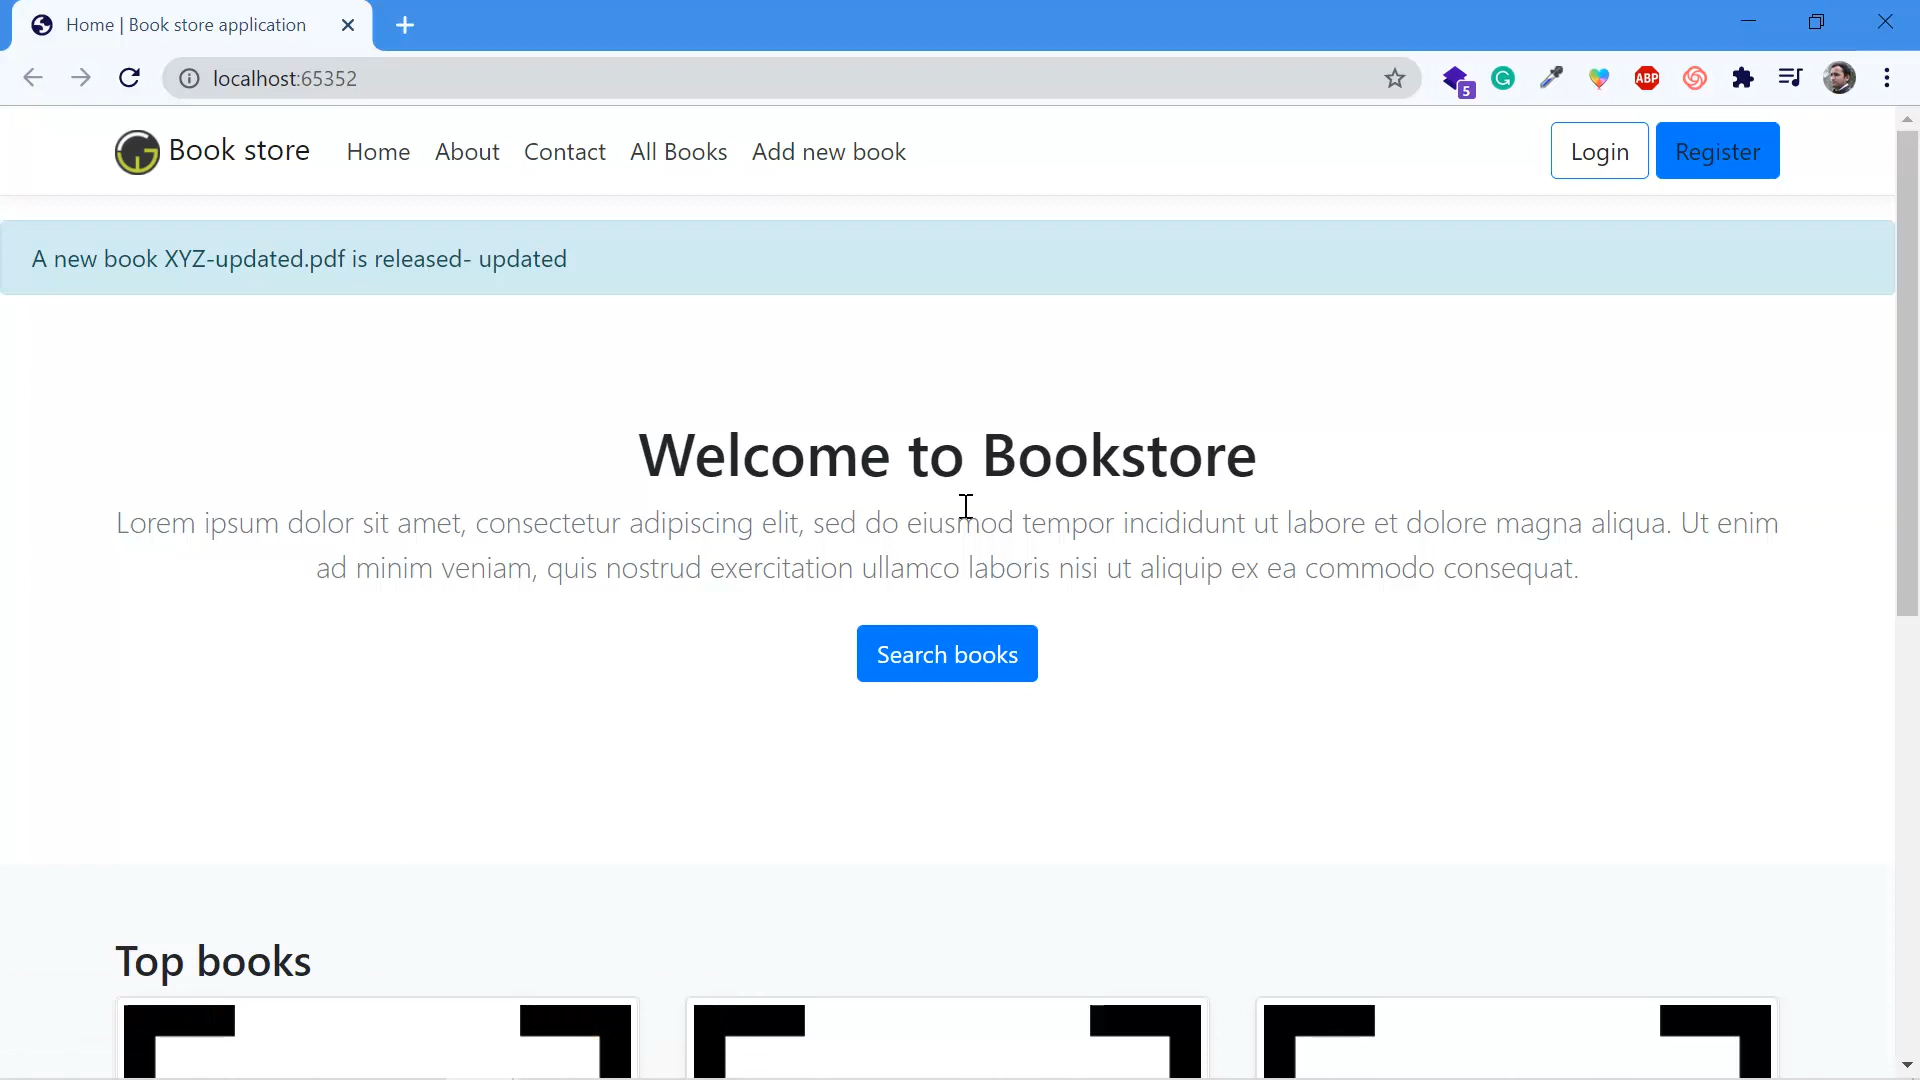 Home | Book store application
localhost:65352
5
ABP
Book store
Home
About
Contact
All Books
Add new book
Login
Register
A new book XYZ-updated.pdf is released- updated
Welcome to Bookstore
Lorem ipsum dolor sit amet, consectetur adipiscing elit, sed do eiusmod tempor incididunt ut labore et dolore magna aliqua. Ut enim
ad minim veniam, quis nostrud exercitation ullamco laboris nisi ut aliquip ex ea commodo consequat.
Search books
Top books